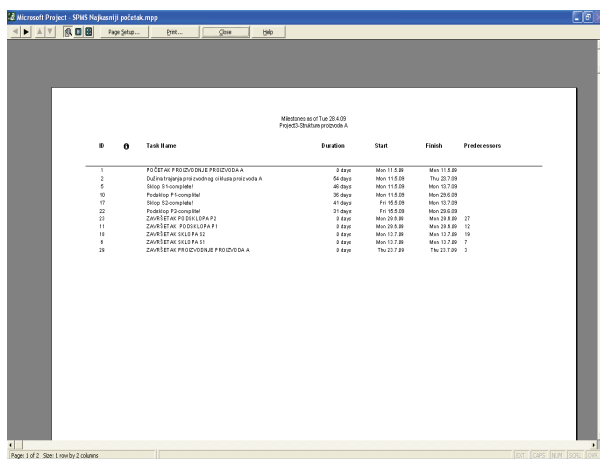 Microsoft Project - SPMS Najkasniji početak.mpp
Page Setup... Print... Close Help
Milestones as of Tue 28.4.09
Project3-Struktura proizvoda A
ID Task Name Duration Start Finish Predecessors
1 POČETAK PROIZVODNJE PROIZVODA A 0 days Mon 11.5.09 Mon 11.5.09
2 Dužina trajanja proizvodnog ciklusa proizvoda A 54 days Mon 11.5.09 Thu 23.7.09
5 Sklop S1-complete! 46 days Mon 11.5.09 Mon 13.7.09
10 Podsklop P1-complite! 36 days Mon 11.5.09 Mon 29.6.09
17 Sklop S2-complete! 41 days Fri 15.5.09 Mon 13.7.09
22 Podsklop P2-complite! 31 days Fri 15.5.09 Mon 29.6.09
23 ZAVRŠETAK PODSKLOPA P2 0 days Mon 29.6.09 Mon 29.6.09 27
11 ZAVRŠETAK PODSKLOPA P1 0 days Mon 29.6.09 Mon 29.6.09 12
18 ZAVRŠETAK SKLOPA S2 0 days Mon 13.7.09 Mon 13.7.09 19
6 ZAVRŠETAK SKLOPA S1 0 days Mon 13.7.09 Mon 13.7.09 7
29 ZAVRŠETAK PROIZVODNJE PROIZVODA A 0 days Thu 23.7.09 Thu 23.7.09 3
Page: 1 of 2 Size: 1 row by 2 columns
EXT CAPS NUM SCRL OVR